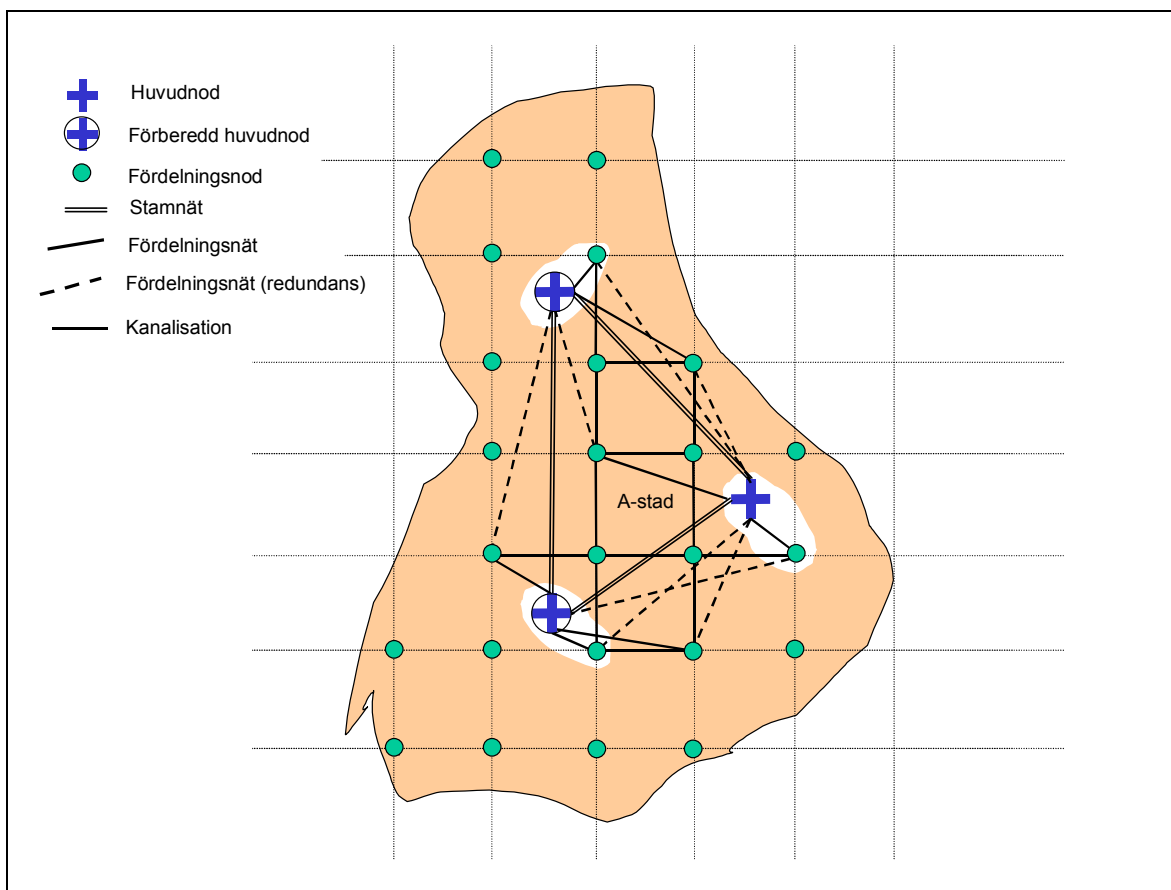 Huvudnod
Förberedd huvudnod
Fördelningsnod
Stamnät
Fördelningsnät
Fördelningsnät (redundans)
Kanalisation
A-stad